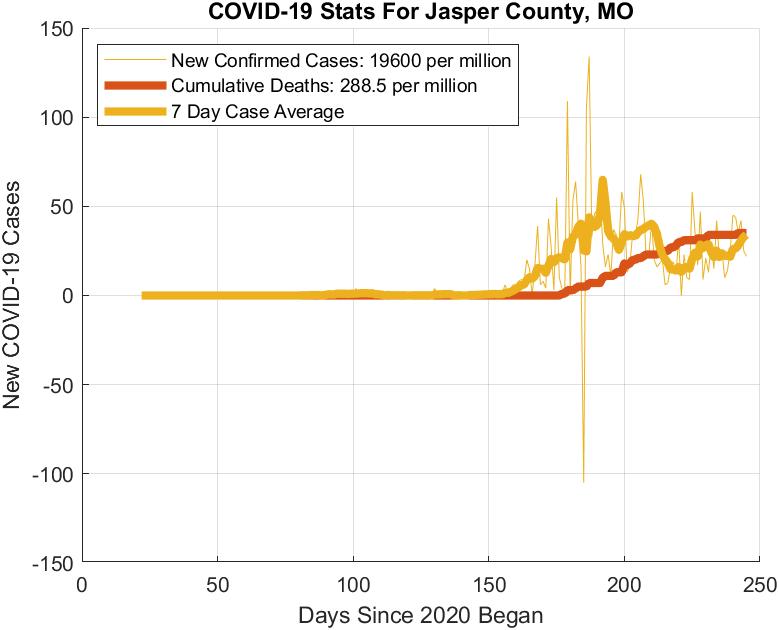 COVID-19 Stats For Jasper County, MO
New Confirmed Cases: 19600 per million
Cumulative Deaths: 288.5 per million
7 Day Case Average
150
100
50
0
-50
-100
-150
New COVID-19 Cases
0 50 100 150 200 250
Days Since 2020 Began